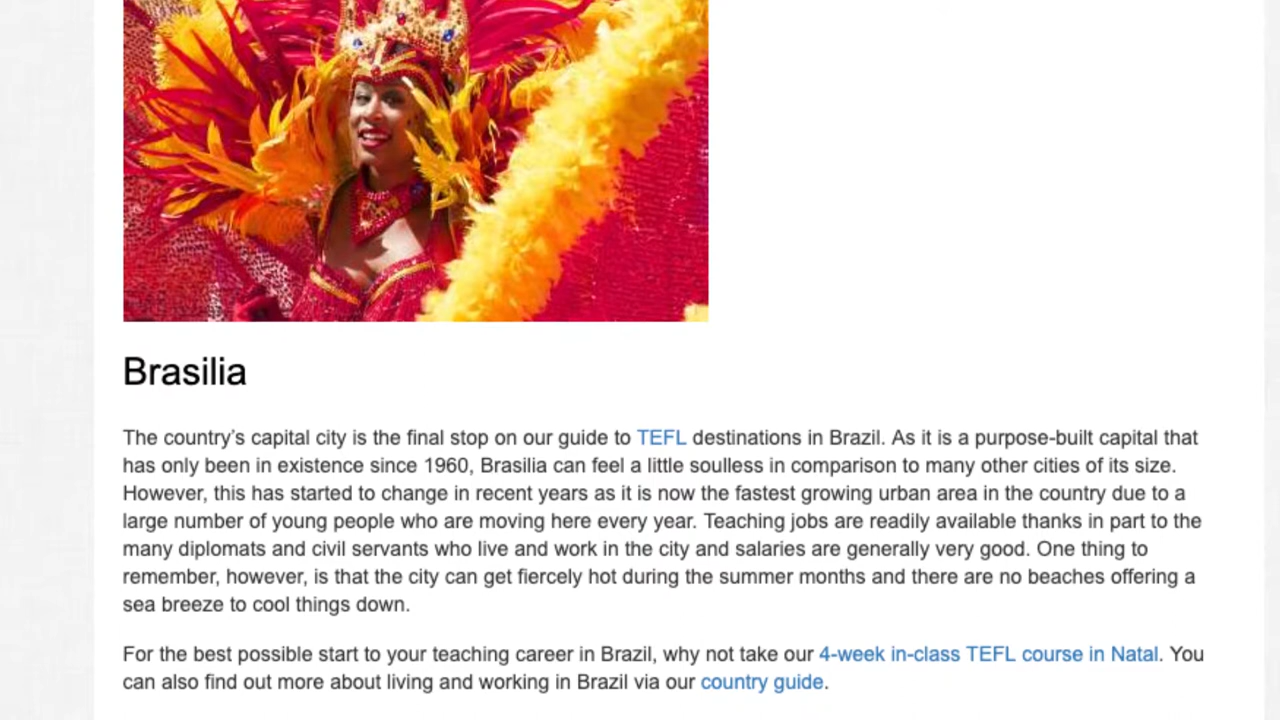 Brasilia
The country’s capital city is the final stop on our guide to TEFL destinations in Brazil. As it is a purpose-built capital that
has only been in existence since 1960, Brasilia can feel a little soulless in comparison to many other cities of its size.
However, this has started to change in recent years as it is now the fastest growing urban area in the country due to a
large number of young people who are moving here every year. Teaching jobs are readily available thanks in part to the
many diplomats and civil servants who live and work in the city and salaries are generally very good. One thing to
remember, however, is that the city can get fiercely hot during the summer months and there are no beaches offering a
sea breeze to cool things down.
For the best possible start to your teaching career in Brazil, why not take our 4-week in-class TEFL course in Natal. You
can also find out more about living and working in Brazil via our country guide.